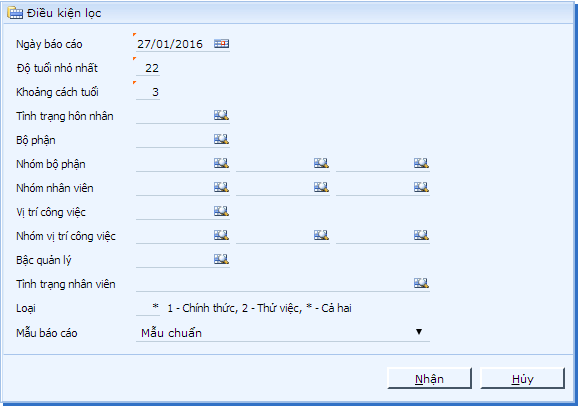 Điều kiện lọc
Ngày báo cáo 27/01/2016
Độ tuổi nhỏ nhất 22
Khoảng cách tuổi 3
Tình trạng hôn nhân
Bộ phận
Nhóm bộ phận
Nhóm nhân viên
Vị trí công việc
Nhóm vị trí công việc
Bậc quản lý
Tình trạng nhân viên
Loại * 1 - Chính thức, 2 - Thử việc, * - Cả hai
Mẫu báo cáo Mẫu chuẩn
Nhận Hủy